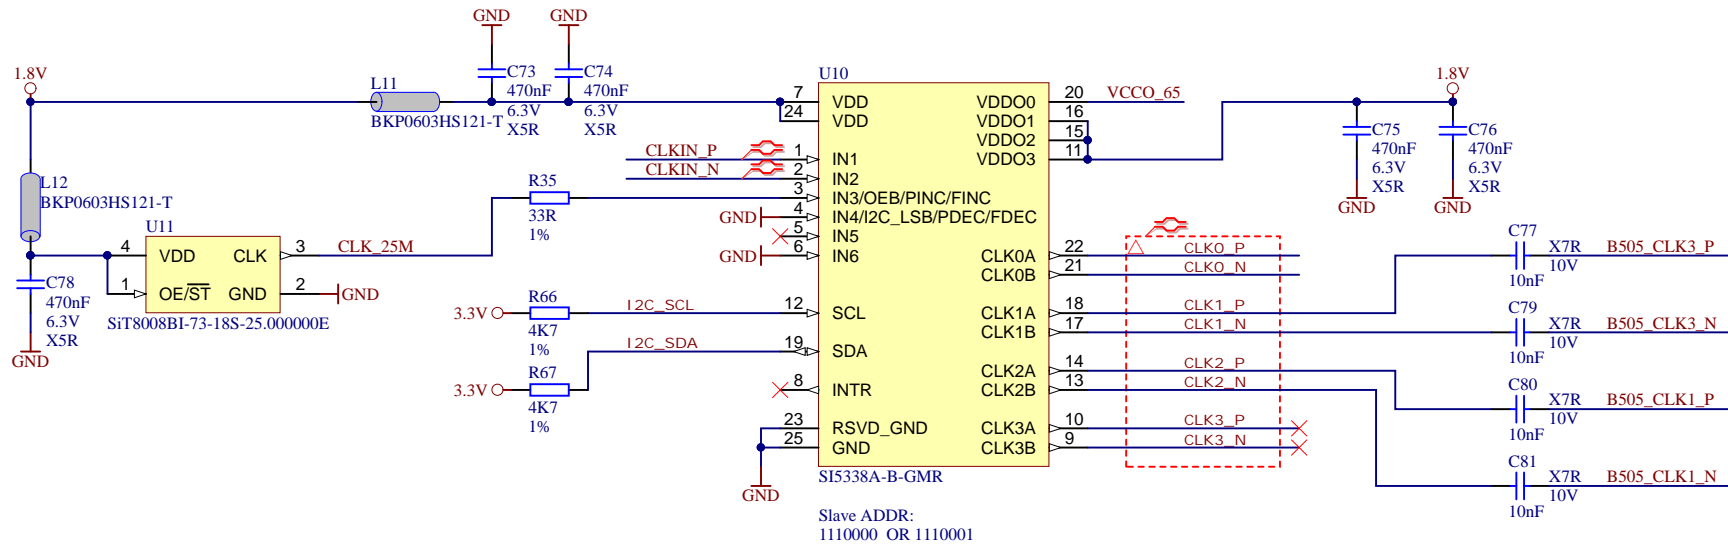 GND
GND
1.8V
L11
BKP0603HS121-T
C73
470nF
6.3V
X5R
C74
470nF
6.3V
X5R
L12
BKP0603HS121-T
U11
4
VDD
CLK
3
CLK_25M
1
OE/ST
GND
2
GND
SiT8008BI-73-18S-25.000000E
C78
470nF
6.3V
X5R
GND
CLKIN_P
CLKIN_N
R35
33R
1%
GND
GND
3.3V
R66
4K7
1%
I2C_SCL
I2C_SDA
3.3V
R67
4K7
1%
U10
7
VDD
24
VDD
1
IN1
2
IN2
3
IN3/OEB/PINC/FINC
4
IN4/I2C_LSB/PDEC/FDEC
5
IN5
6
IN6
12
SCL
19
SDA
8
INTR
23
RSVD_GND
25
GND
GND
VDDO0
20
VCCO_65
VDDO1
16
VDDO2
15
VDDO3
11
CLK0A
22
CLK0_P
CLK0B
21
CLK0_N
CLK1A
18
CLK1_P
CLK1B
17
CLK1_N
CLK2A
14
CLK2_P
CLK2B
13
CLK2_N
CLK3A
10
CLK3_P
CLK3B
9
CLK3_N
SI5338A-B-GMR
Slave ADDR:
1110000 OR 1110001
1.8V
C75
470nF
6.3V
X5R
GND
C76
470nF
6.3V
X5R
GND
C77
X7R
10V
10nF
B505_CLK3_P
C79
X7R
10V
10nF
B505_CLK3_N
C80
X7R
10V
10nF
B505_CLK1_P
C81
X7R
10V
10nF
B505_CLK1_N